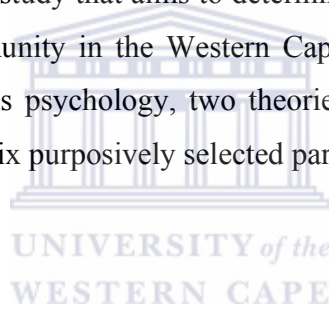 study that aims to determin
unity in the Western Cap
s psychology, two theorie
ix purposively selected par
UNIVERSITY of the
WESTERN CAPE